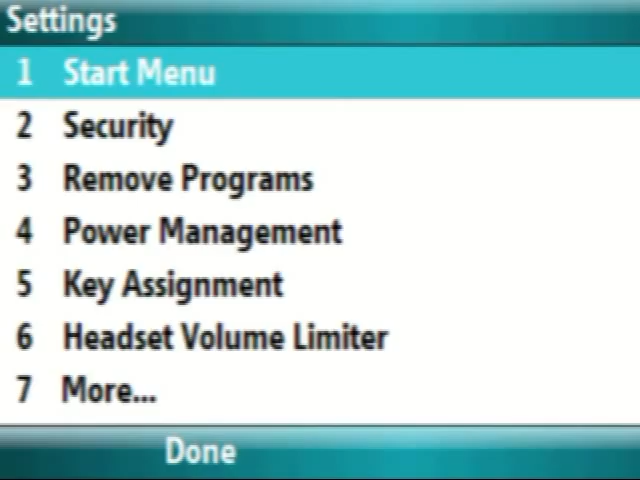 Settings
1 Start Menu
2 Security
3 Remove Programs
4 Power Management
5 Key Assignment
6 Headset Volume Limiter
7 More...
Done